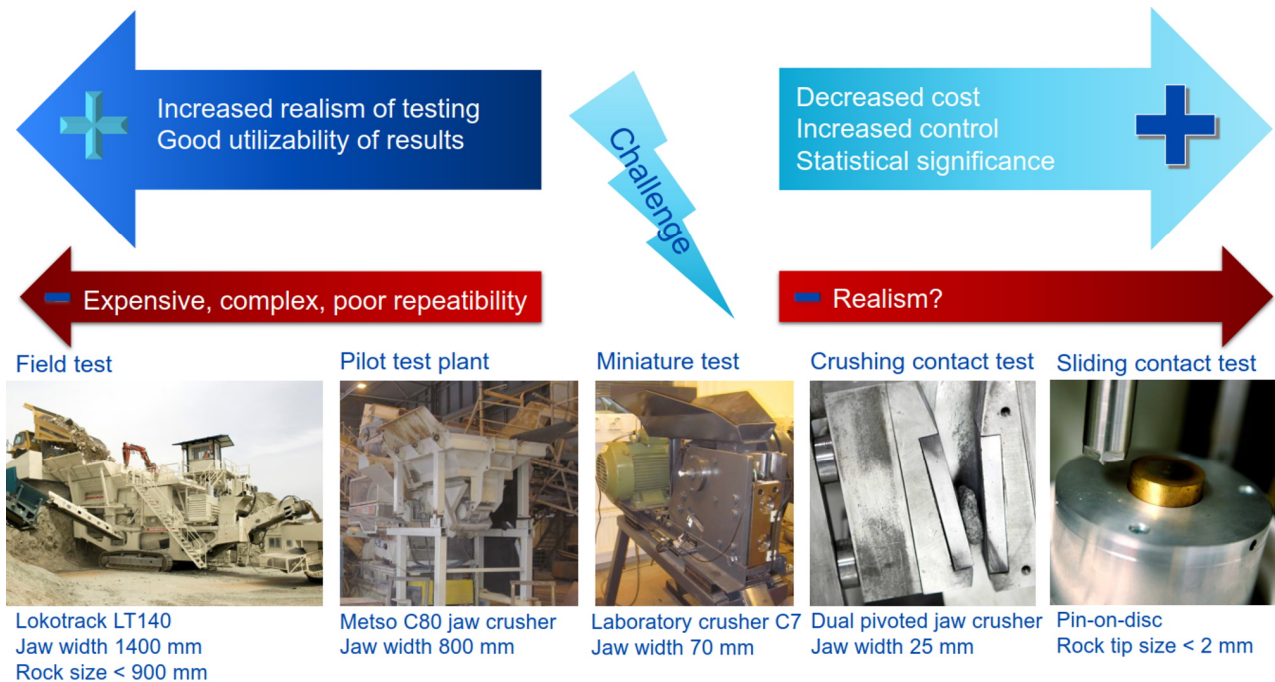 Increased realism of testing
Good utilizability of results
Challenge
Decreased cost
Increased control
Statistical significance
Expensive, complex, poor repeatibility
Realism?
Field test
Pilot test plant
Miniature test
Crushing contact test
Sliding contact test
Lokotrack LT140
Jaw width 1400 mm
Rock size < 900 mm
Metso C80 jaw crusher
Jaw width 800 mm
Laboratory crusher C7
Jaw width 70 mm
Dual pivoted jaw crusher
Jaw width 25 mm
Pin-on-disc
Rock tip size < 2 mm